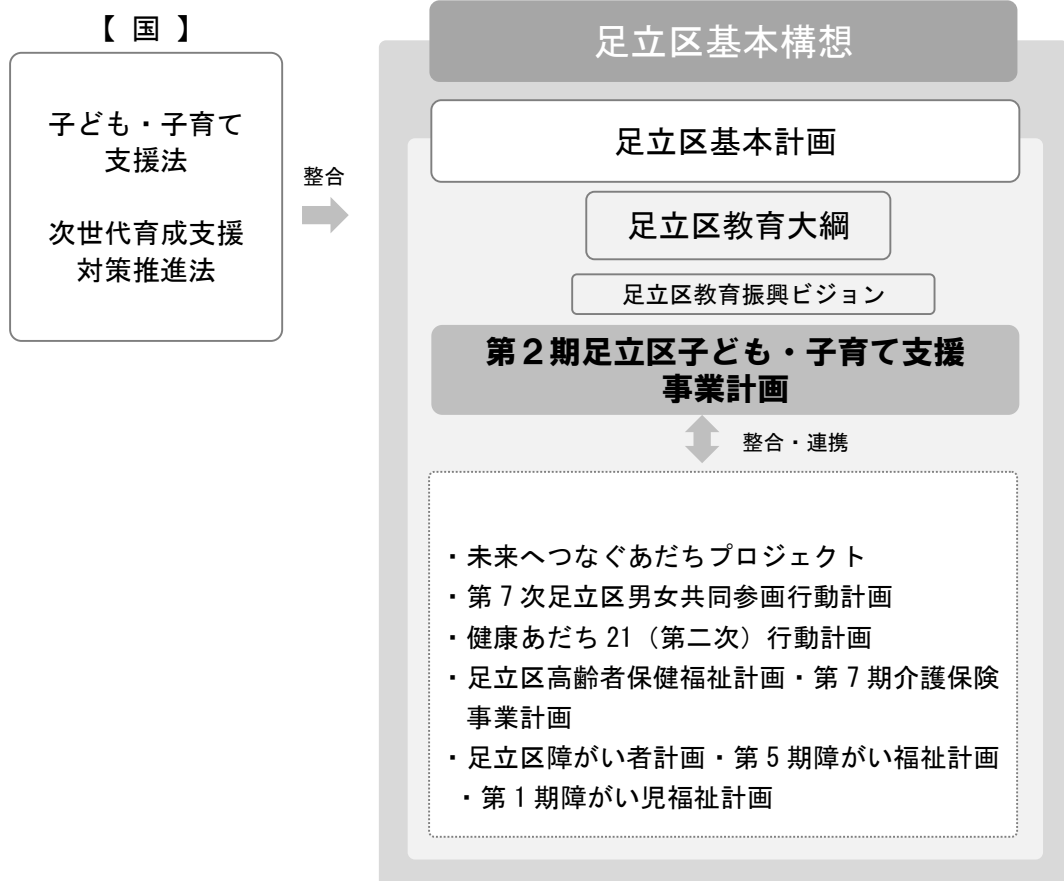 【 国 】
子ども・子育て
支援法
次世代育成支援
対策推進法
整合
足立区基本構想
足立区基本計画
足立区教育大綱
足立区教育振興ビジョン
第２期足立区子ども・子育て支援
事業計画
整合・連携
・未来へつなぐあだちプロジェクト
・第７次足立区男女共同参画行動計画
・健康あだち 21（第二次）行動計画
・足立区高齢者保健福祉計画・第７期介護保険
事業計画
・足立区障がい者計画・第５期障がい福祉計画
・第１期障がい児福祉計画